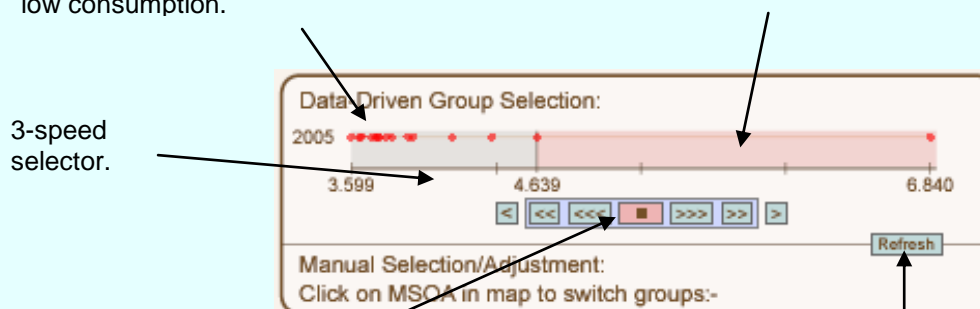 low consumption.
Data-Driven Group Selection:
2005
3-speed
selector.
3.599 4.639 6.840
< << <<< ■ >>> >> >
Refresh
Manual Selection/Adjustment:
Click on MSOA in map to switch groups:-